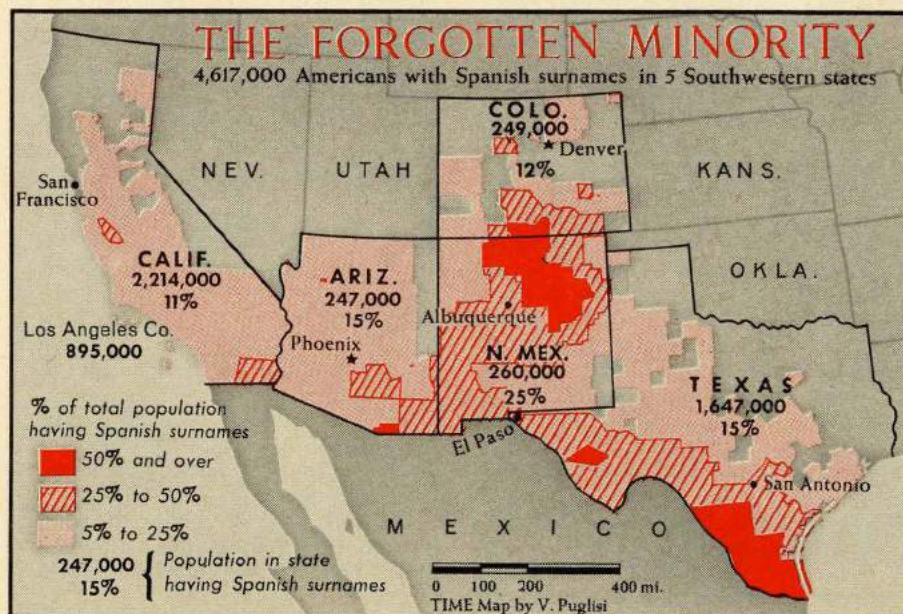 THE FORGOTTEN MINORITY
4,617,000 Americans with Spanish surnames in 5 Southwestern states
COLO.
249,000
12%
Denver
NEV.
UTAH
KANS.
San
Francisco
CALIF.
2,214,000
11%
ARIZ.
247,000
15%
Phoenix
Albuquerque
OKLA.
Los Angeles Co.
895,000
N. MEX.
260,000
25%
TEXAS
1,647,000
15%
El Paso
San Antonio
MEXICO
% of total population
having Spanish surnames
50% and over
25% to 50%
5% to 25%
247,000
15%
Population in state
having Spanish surnames
0 100 200 400 mi.
TIME Map by V. Puglisi